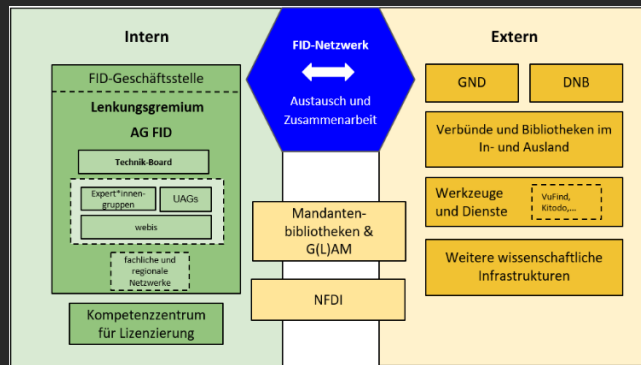 Intern
FID-Geschäftsstelle
Lenkungsgremium
AG FID
Technik-Board
Expert*innen-
gruppen
UAGs
webis
fachliche und
regionale
Netzwerke
Kompetenzzentrum
für Lizenzierung
FID-Netzwerk
Austausch und
Zusammenarbeit
Mandanten-
bibliotheken &
G(L)AM
NFDI
Extern
GND
DNB
Verbünde und Bibliotheken im
In- und Ausland
Werkzeuge
und Dienste
VuFind,
Kitodo,...
Weitere wissenschaftliche
Infrastrukturen